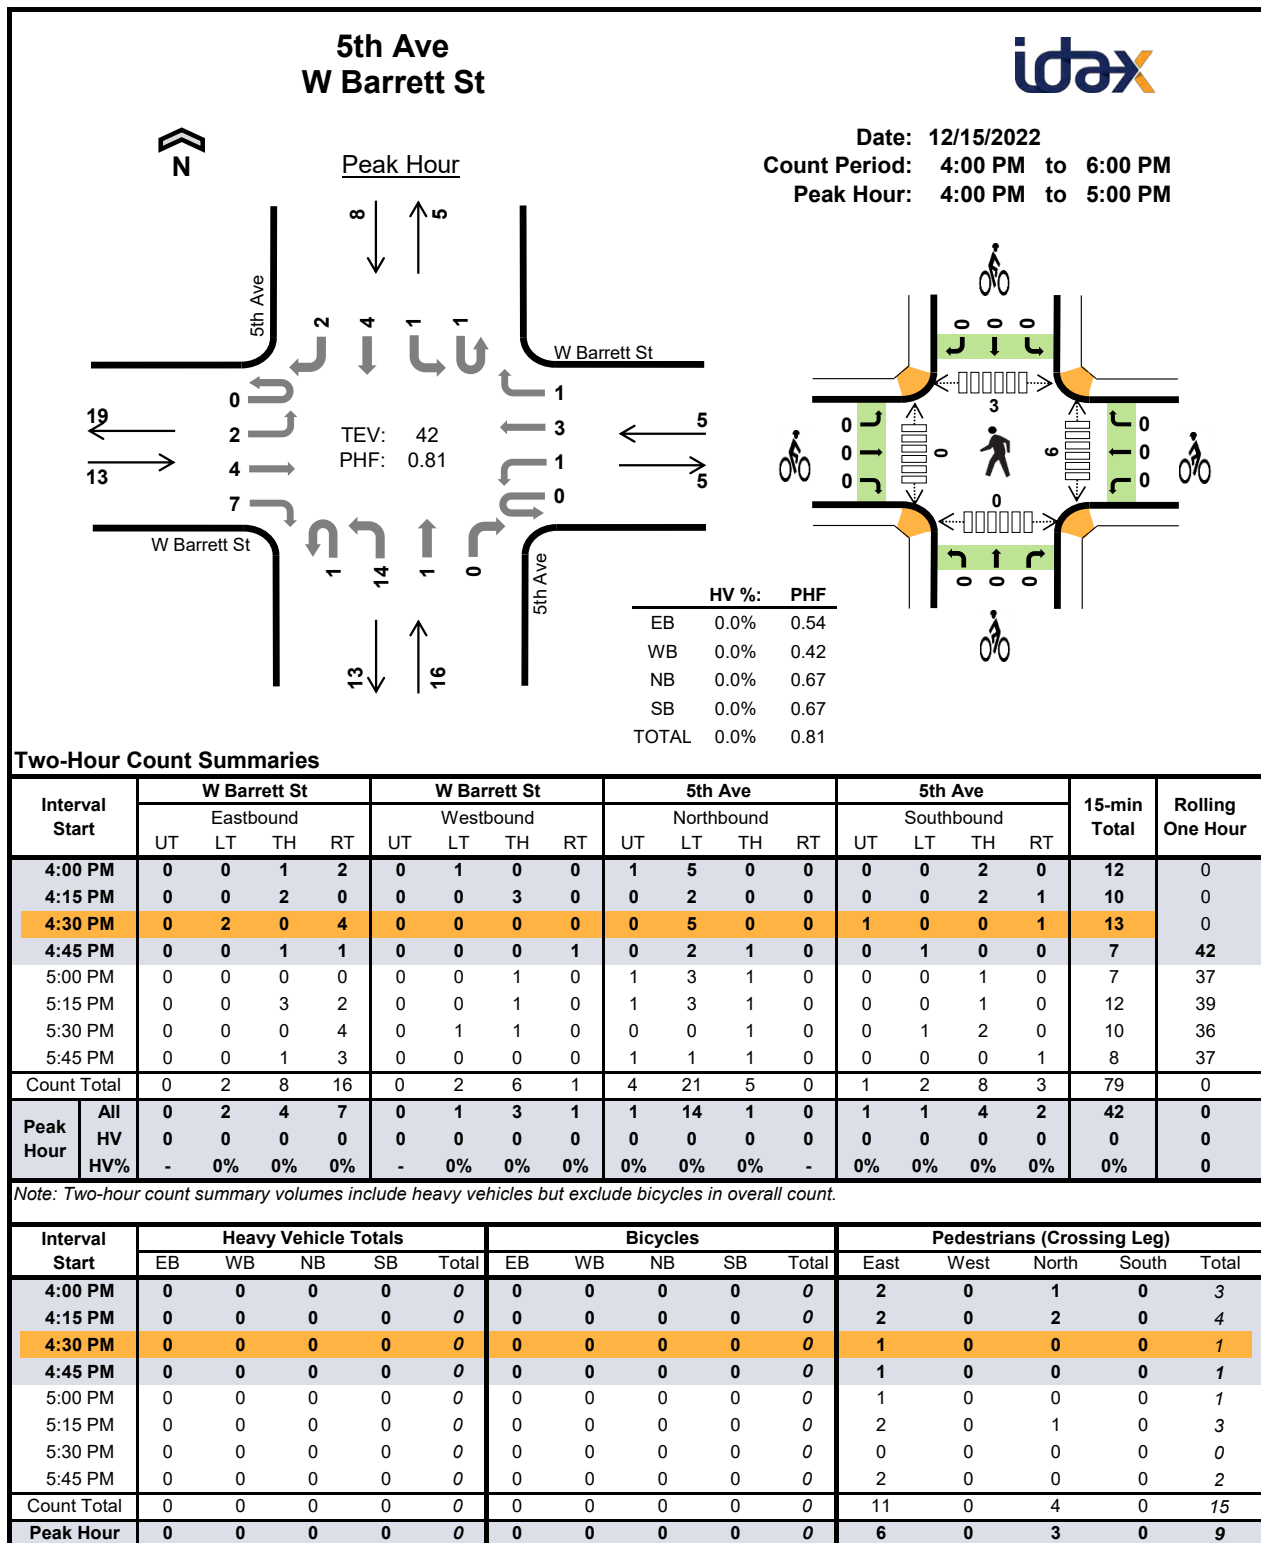 5th Ave
W Barrett St
idax
N
Peak Hour
Date: 12/15/2022
Count Period: 4:00 PM to 6:00 PM
Peak Hour: 4:00 PM to 5:00 PM
8 5
5th Ave
2 4 1 1
W Barrett St
0 1
19 2 3 5
TEV: 42
PHF: 0.81
13 4 1 5
7 0
W Barrett St
1 14 1 0
5th Ave
13 16
0 0 0
3
0 0
0 0 6 0
0 0
0
0 0 0
HV %: PHF
EB 0.0% 0.54
WB 0.0% 0.42
NB 0.0% 0.67
SB 0.0% 0.67
TOTAL 0.0% 0.81
Two-Hour Count Summaries
Interval Start W Barrett St W Barrett St 5th Ave 5th Ave 15-min Total Rolling One Hour
Eastbound Westbound Northbound Southbound
UT LT TH RT UT LT TH RT UT LT TH RT UT LT TH RT
4:00 PM 0 0 1 2 0 1 0 0 1 5 0 0 0 0 2 0 12 0
4:15 PM 0 0 2 0 0 0 3 0 0 2 0 0 0 0 2 1 10 0
4:30 PM 0 2 0 4 0 0 0 0 0 5 0 0 1 0 0 1 13 0
4:45 PM 0 0 1 1 0 0 0 1 0 2 1 0 0 1 0 0 7 42
5:00 PM 0 0 0 0 0 0 1 0 1 3 1 0 0 0 1 0 7 37
5:15 PM 0 0 3 2 0 0 1 0 1 3 1 0 0 0 1 0 12 39
5:30 PM 0 0 0 4 0 1 1 0 0 0 1 0 0 1 2 0 10 36
5:45 PM 0 0 1 3 0 0 0 0 1 1 1 0 0 0 0 1 8 37
Count Total 0 2 8 16 0 2 6 1 4 21 5 0 1 2 8 3 79 0
Peak Hour All 0 2 4 7 0 1 3 1 1 14 1 0 1 1 4 2 42 0
HV 0 0 0 0 0 0 0 0 0 0 0 0 0 0 0 0 0 0
HV% - 0% 0% 0% - 0% 0% 0% 0% 0% 0% - 0% 0% 0% 0% 0% 0
Note: Two-hour count summary volumes include heavy vehicles but exclude bicycles in overall count.
Interval Start Heavy Vehicle Totals Bicycles Pedestrians (Crossing Leg)
EB WB NB SB Total EB WB NB SB Total East West North South Total
4:00 PM 0 0 0 0 0 0 0 0 0 0 2 0 1 0 3
4:15 PM 0 0 0 0 0 0 0 0 0 0 2 0 2 0 4
4:30 PM 0 0 0 0 0 0 0 0 0 0 1 0 0 0 1
4:45 PM 0 0 0 0 0 0 0 0 0 0 1 0 0 0 1
5:00 PM 0 0 0 0 0 0 0 0 0 0 1 0 0 0 1
5:15 PM 0 0 0 0 0 0 0 0 0 0 2 0 1 0 3
5:30 PM 0 0 0 0 0 0 0 0 0 0 0 0 0 0 0
5:45 PM 0 0 0 0 0 0 0 0 0 0 2 0 0 0 2
Count Total 0 0 0 0 0 0 0 0 0 0 11 0 4 0 15
Peak Hour 0 0 0 0 0 0 0 0 0 0 6 0 3 0 9